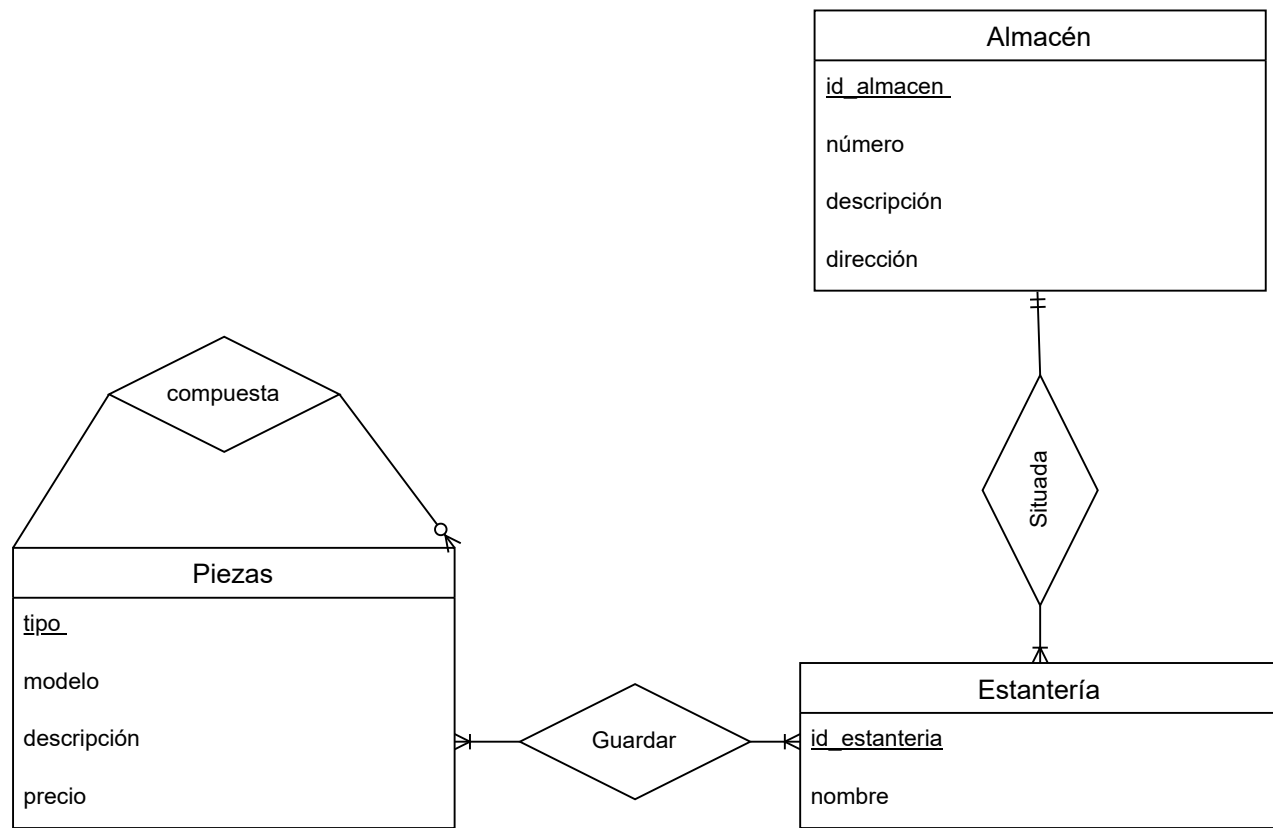 Almacén
id_almacen
número
descripción
dirección
compuesta
Situada
Piezas
tipo
modelo
descripción
precio
Guardar
Estantería
id_estanteria
nombre